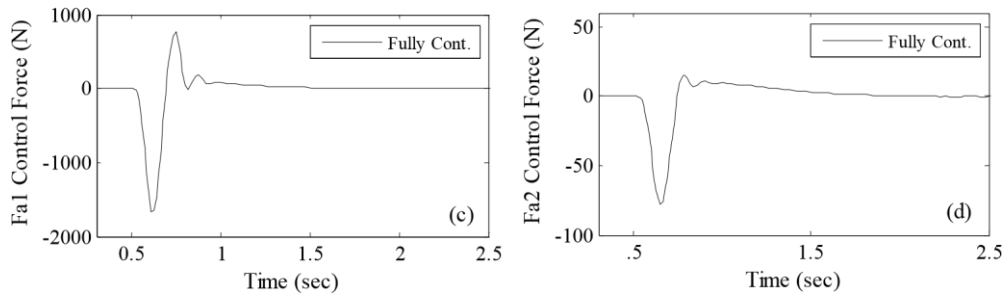 Fa1 Control Force (N)
1000
0
-1000
-2000
Fully Cont.
(c)
0.5
1
1.5
2
2.5
Time (sec)
Fa2 Control Force (N)
50
0
-50
-100
Fully Cont.
(d)
.5
1.5
2.5
Time (sec)